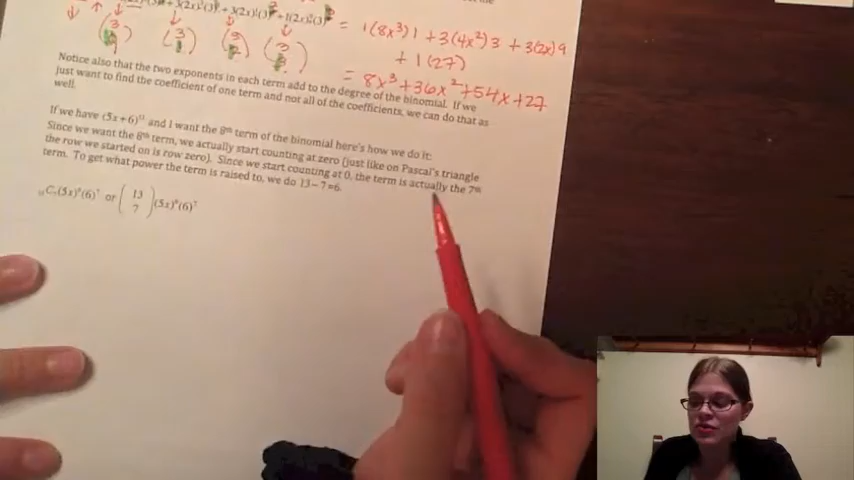 = 1(8x³)1 + 3(4x²)3 + 3(2x)9
+ 1(27)
= 8x³ + 36x² + 54x + 27
Notice also that the two exponents in each term add to the degree of the binomial. If we
just want to find the coefficient of one term and not all of the coefficients, we can do that as
well.
If we have (5x+6)¹³ and I want the 8ᵗʰ term of the binomial here's how we do it:
Since we want the 8ᵗʰ term, we actually start counting at zero (just like on Pascal's triangle
the row we started on is row zero). Since we start counting at 0, the term is actually the 7ᵗʰ
term. To get what power the term is raised to, we do 13−7=6.
₁₃C₇(5x)⁶(6)⁷ or (13 7)(5x)⁶(6)⁷